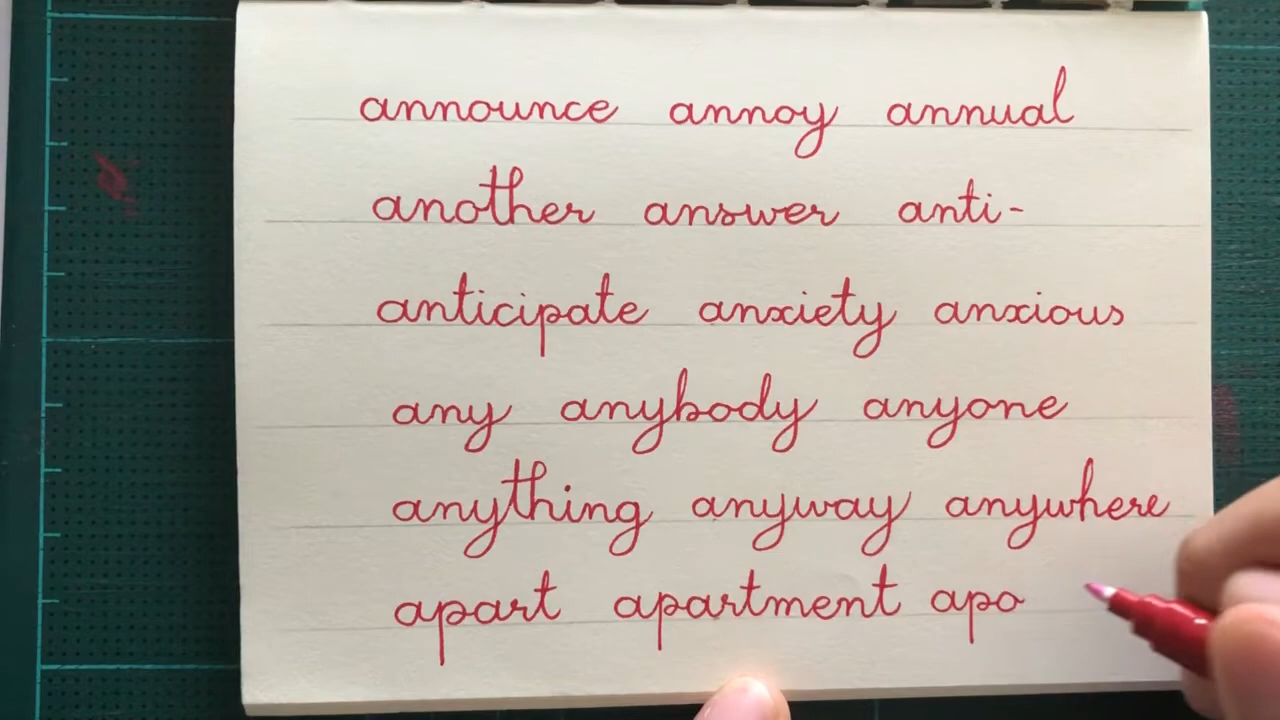 announce annoy annual
another answer anti-
anticipate anxiety anxious
any anybody anyone
anything anyway anywhere
apart apartment apo